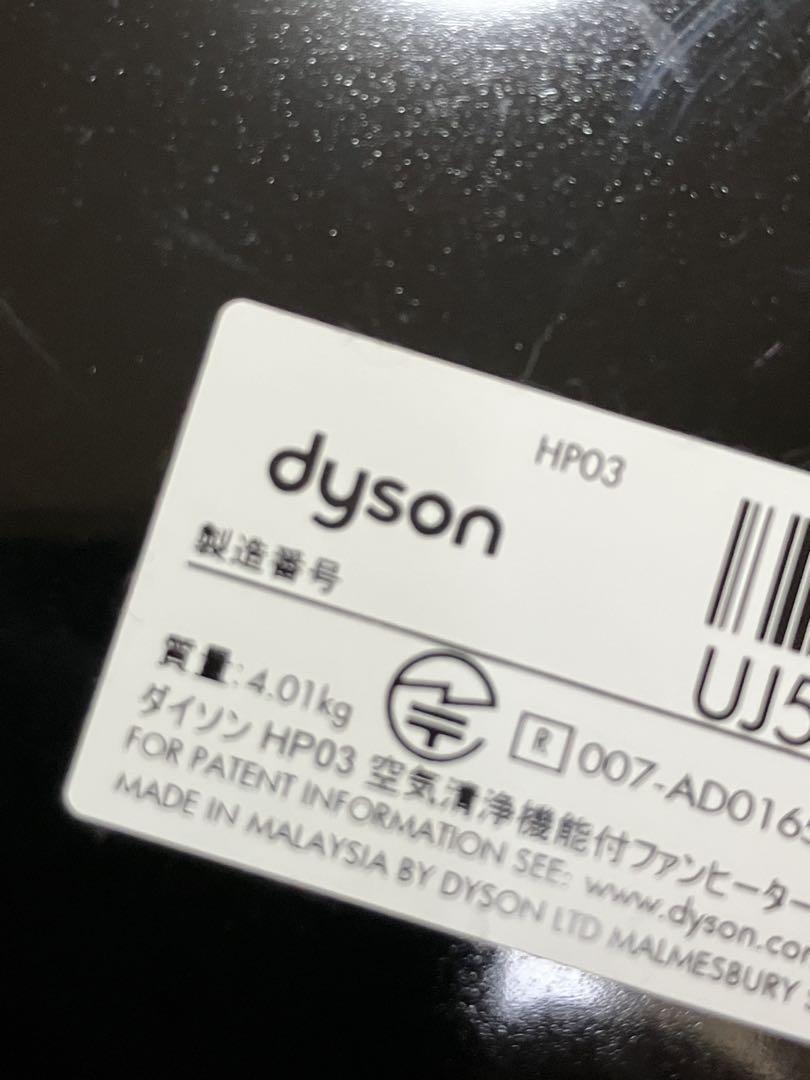 HP03
dyson
製造番号
UJ5
質量:4.01kg
R 007-AD0165
ダイソン HP03 空気清浄機能付ファンヒーター
FOR PATENT INFORMATION SEE: www.dyson.com
MADE IN MALAYSIA BY DYSON LTD MALMESBURY S